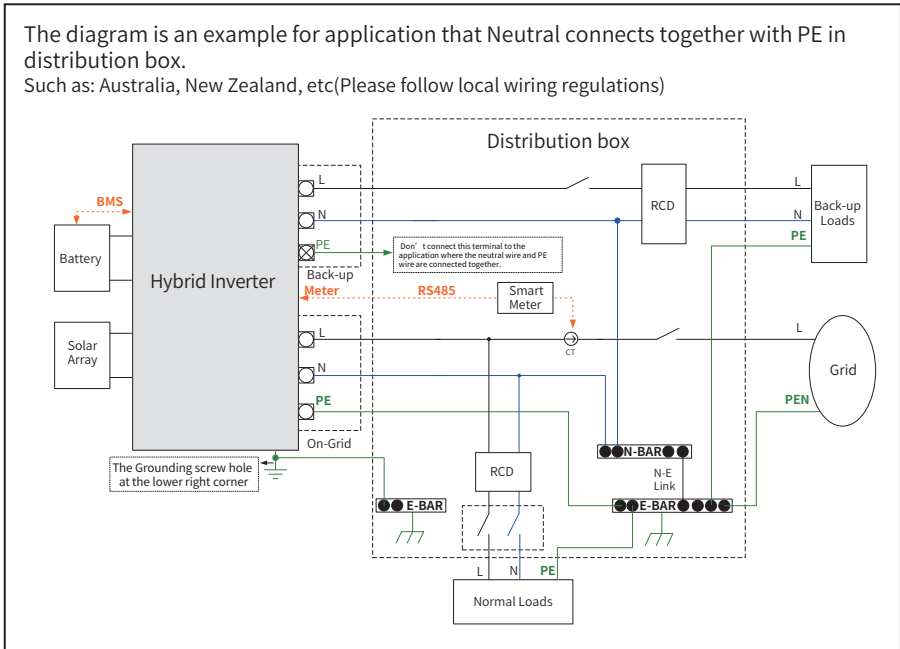 The diagram is an example for application that Neutral connects together with PE in
distribution box.
Such as: Australia, New Zealand, etc(Please follow local wiring regulations)
Distribution box
L
RCD
L
BMS
N
N
Back-up
Loads
PE
PE
Don't connect this terminal to the
application where the neutral wire and PE
wire are connected together.
Battery
Hybrid Inverter
Back-up
Meter
RS485
Smart
Meter
L
L
CT
Solar
Array
N
Grid
PE
PEN
On-Grid
N-BAR
The Grounding screw hole
at the lower right corner
RCD
N-E
Link
E-BAR
E-BAR
L
N
PE
Normal Loads